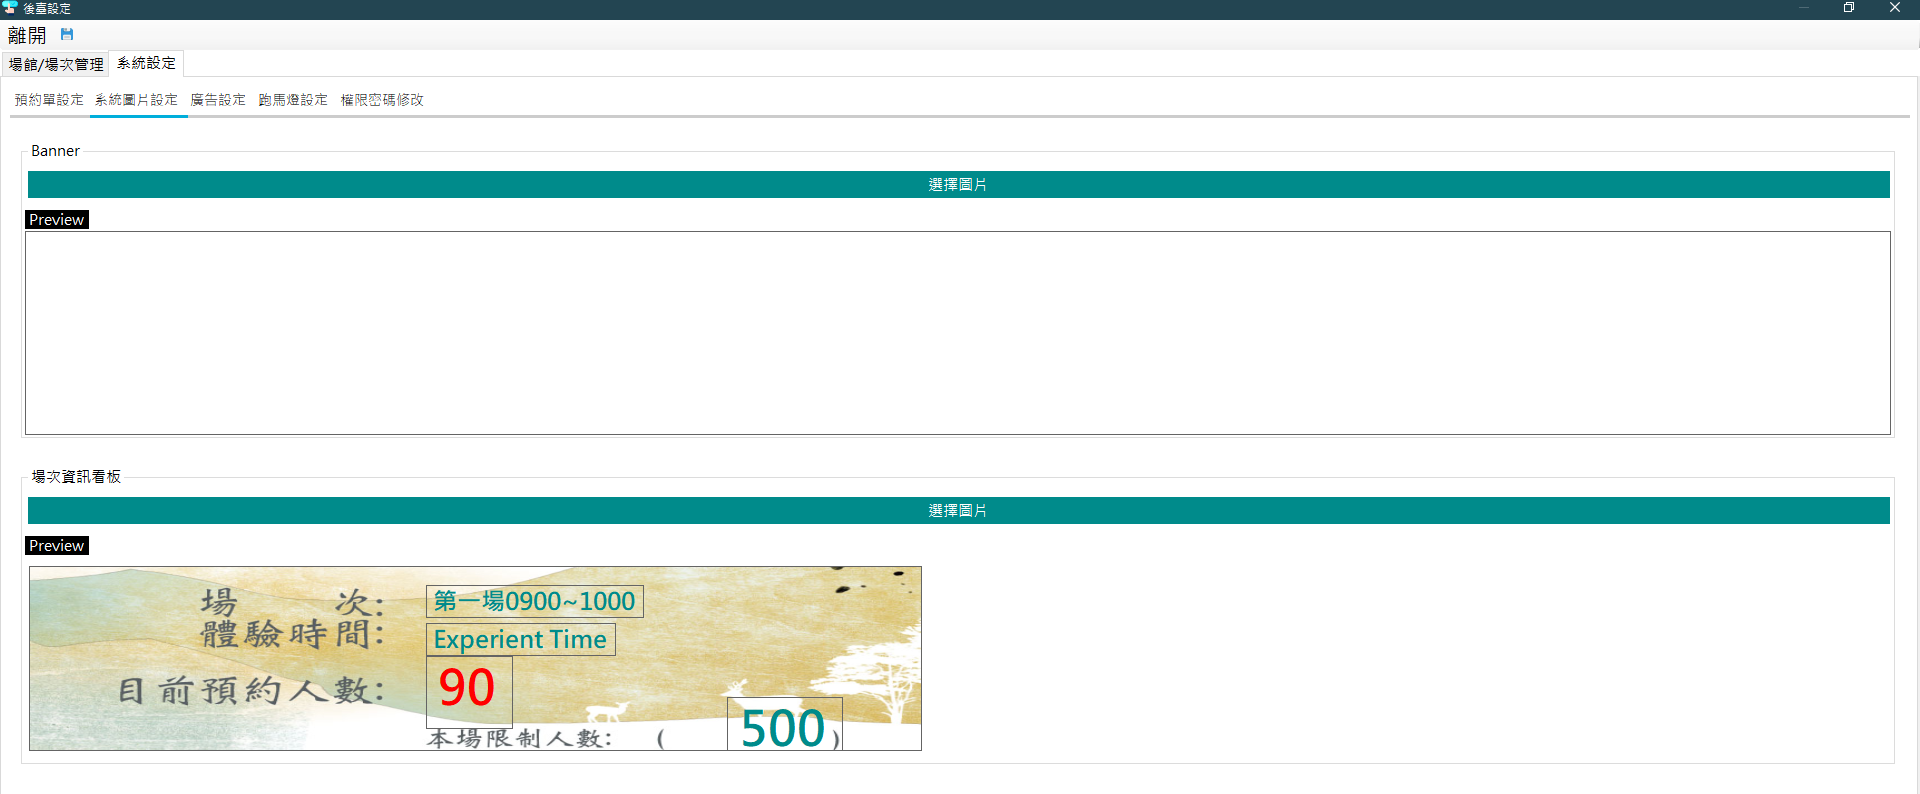 後臺設定
離開
場館/場次管理 系統設定
預約單設定 系統圖片設定 廣告設定 跑馬燈設定 權限密碼修改
Banner
選擇圖片
Preview
場次資訊看板
選擇圖片
Preview
場 次: 第一場0900~1000
體驗時間: Experient Time
目前預約人數: 90
本場限制人數: ( 500 )